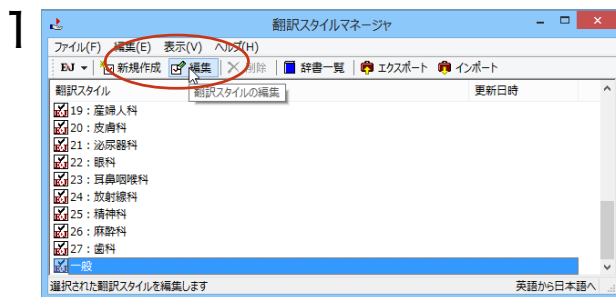 1
翻訳スタイルマネージャ
ファイル(F) 編集(E) 表示(V) ヘルプ(H)
EJ 新規作成 編集 削除 辞書一覧 エクスポート インポート
翻訳スタイル 更新日時
翻訳スタイルの編集
19：産婦人科
20：皮膚科
21：泌尿器科
22：眼科
23：耳鼻咽喉科
24：放射線科
25：精神科
26：麻酔科
27：歯科
一般
選択された翻訳スタイルを編集します 英語から日本語へ